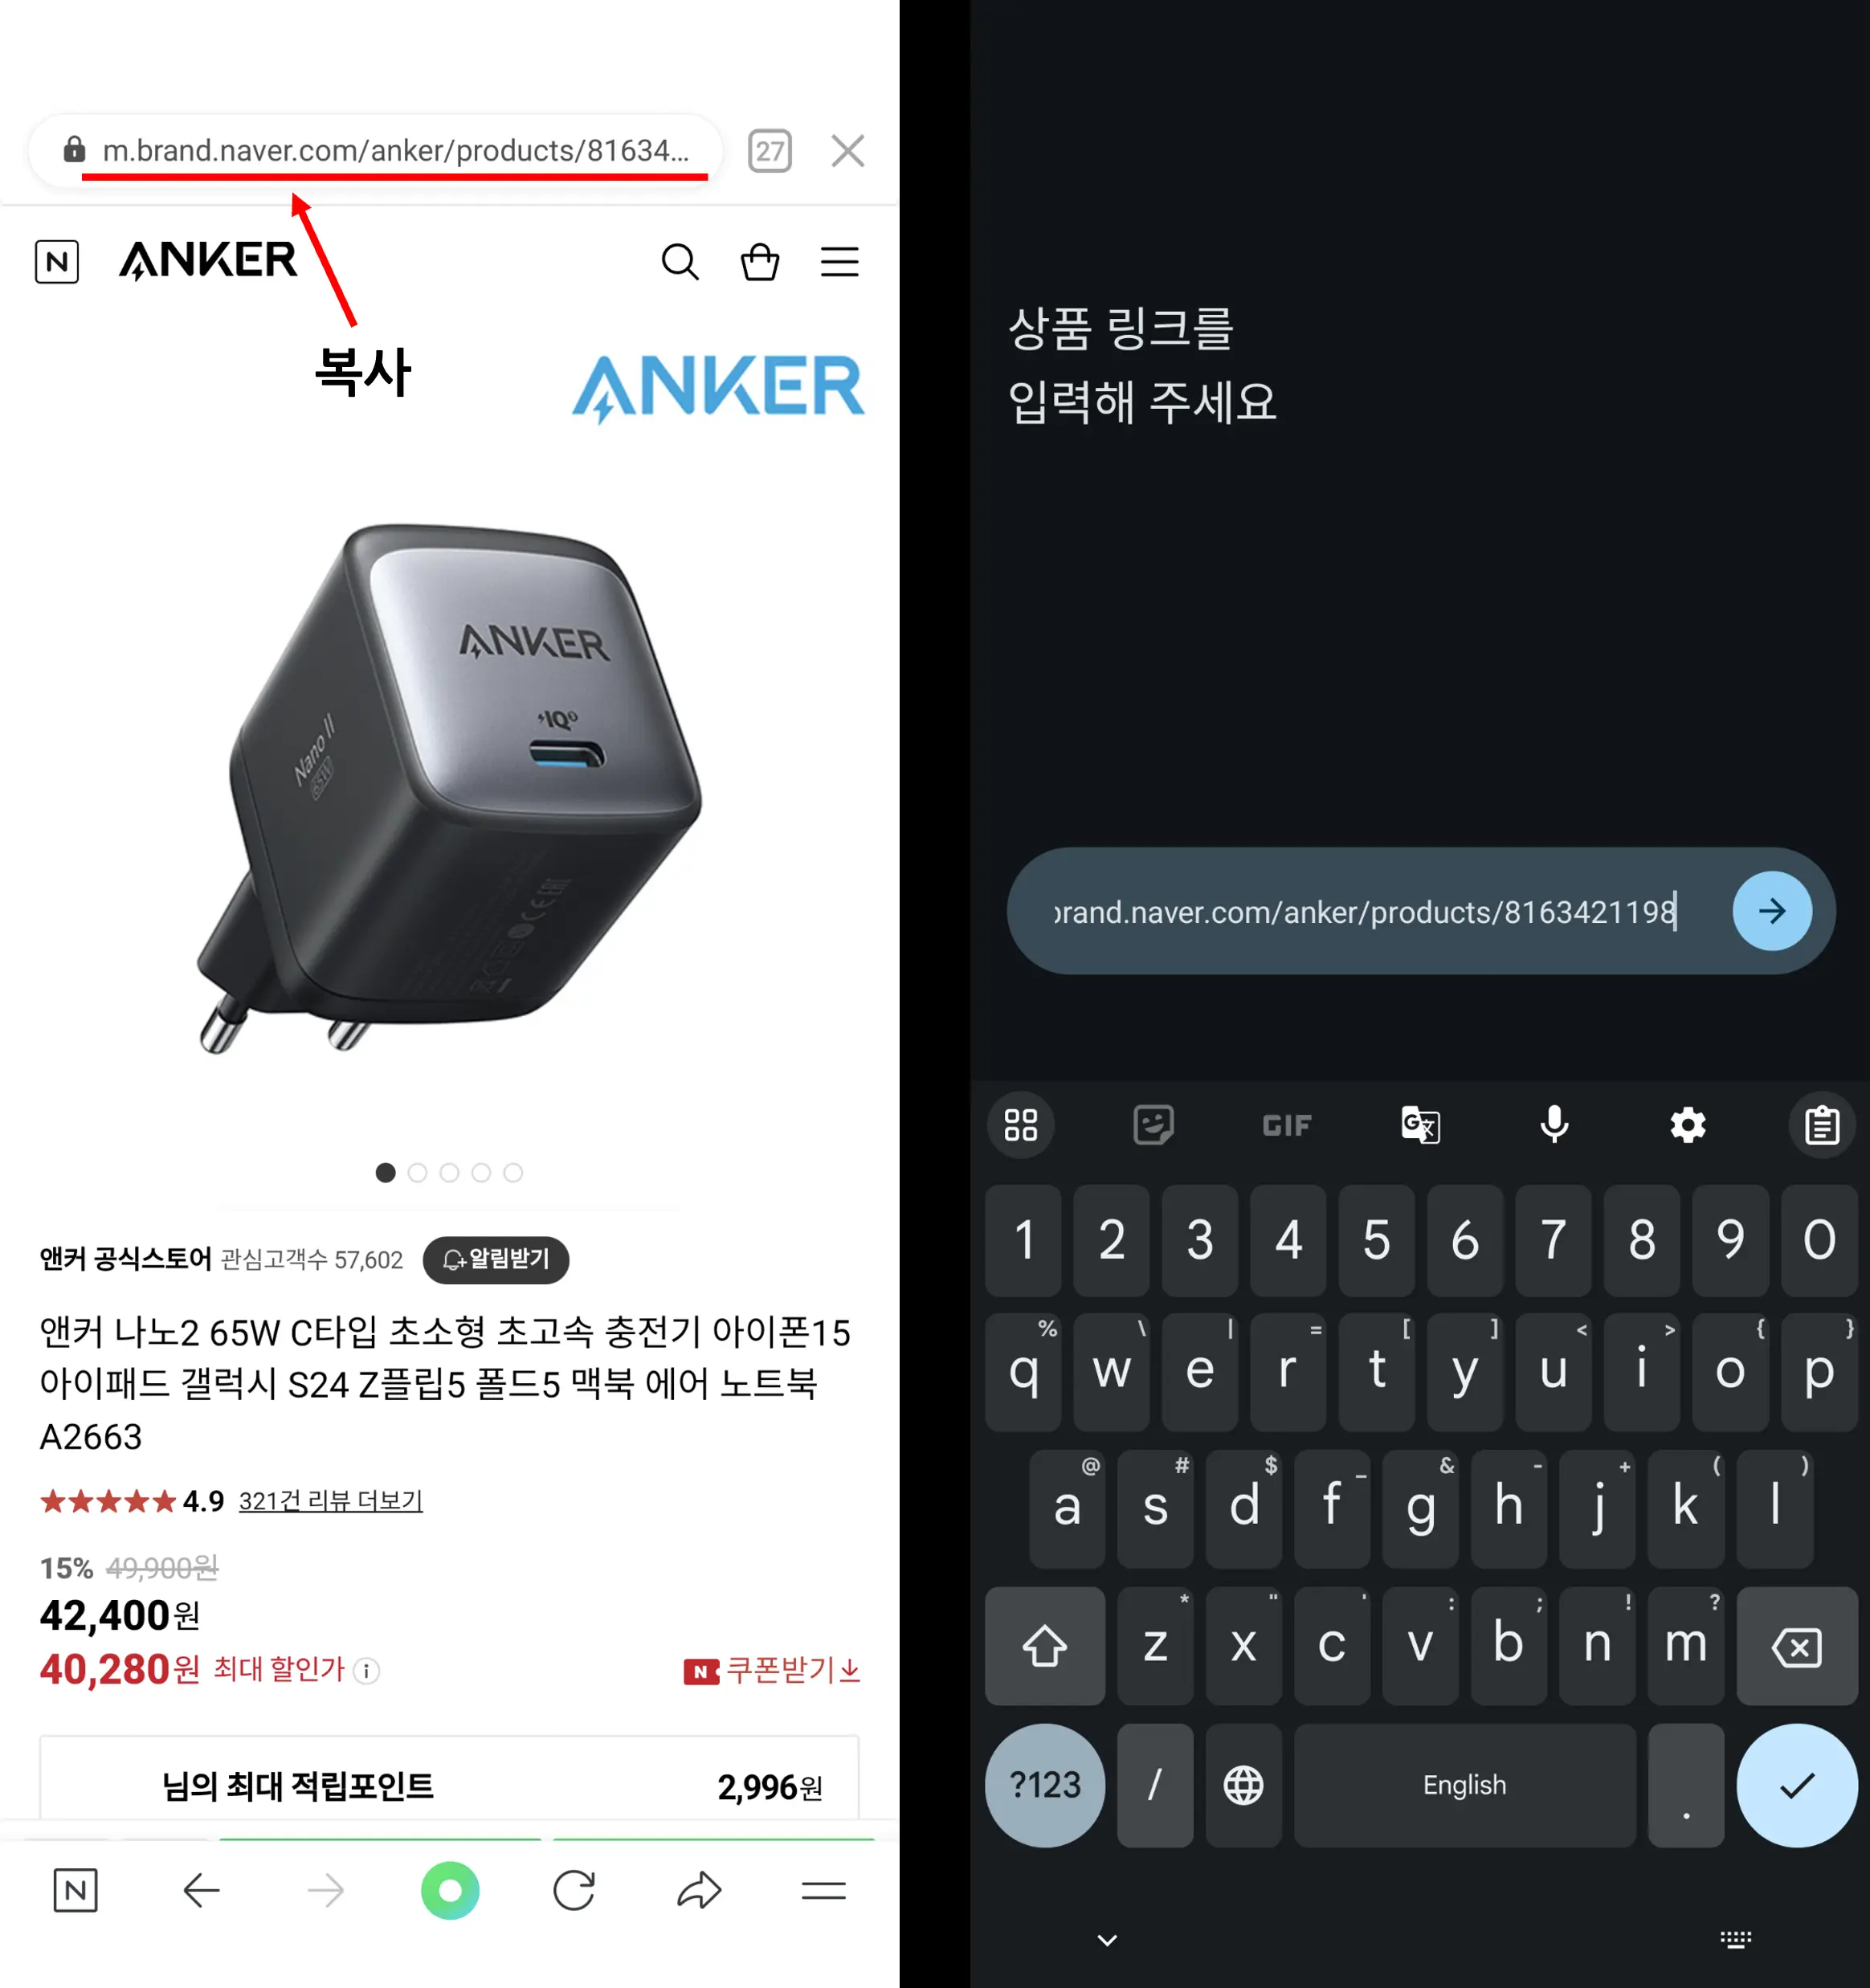 m.brand.naver.com/anker/products/81634...
27
N
ANKER
복사
ANKER
ANKER
IQ
Nano II
65W
앤커 공식스토어 관심고객수 57,602 알림받기
앤커 나노2 65W C타입 초소형 초고속 충전기 아이폰15
아이패드 갤럭시 S24 Z플립5 폴드5 맥북 에어 노트북
A2663
4.9 321건 리뷰 더보기
15% 49,900원
42,400원
40,280원 최대 할인가 N 쿠폰받기
님의 최대 적립포인트 2,996원
N
상품 링크를
입력해 주세요
brand.naver.com/anker/products/8163421198
GIF
1 2 3 4 5 6 7 8 9 0
% \ | = [ ] < > { }
q w e r t y u i o p
@ # $ _ & - + ( )
a s d f g h j k l
* " ' : ; ! ?
z x c v b n m
?123 / English .